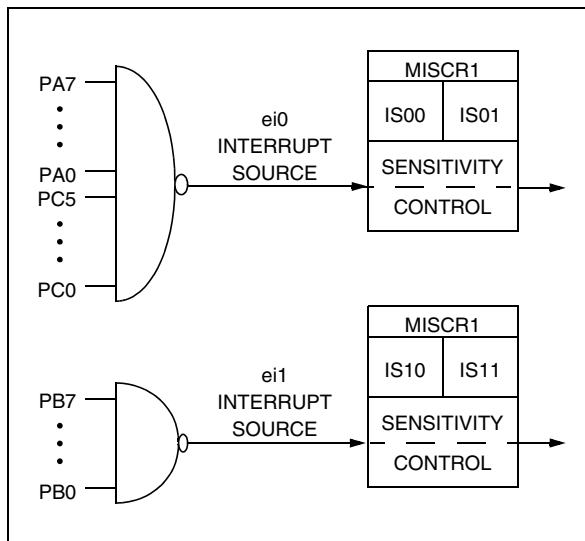 PA7
PA0
PC5
PC0
ei0
INTERRUPT
SOURCE
MISCR1
IS00 IS01
SENSITIVITY
CONTROL
PB7
PB0
ei1
INTERRUPT
SOURCE
MISCR1
IS10 IS11
SENSITIVITY
CONTROL